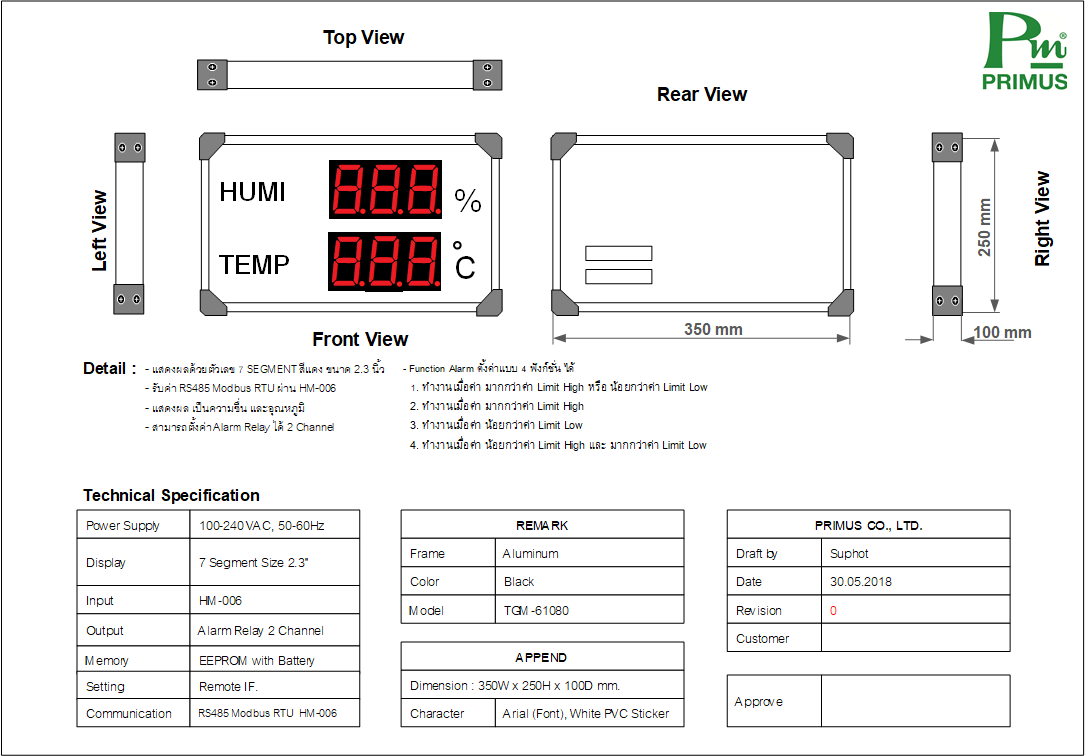 Top View
Pm®
PRIMUS
Rear View
Left View
HUMI
8.8.8.
%
TEMP
8.8.8.
°C
250 mm
Right View
Front View
350 mm
100 mm
Detail :
- แสดงผลด้วยตัวเลข 7 SEGMENT สีแดง ขนาด 2.3 นิ้ว
- รับค่า RS485 Modbus RTU ผ่าน HM-006
- แสดงผล เป็นความชื้น และอุณหภูมิ
- สามารถตั้งค่า Alarm Relay ได้ 2 Channel
- Function Alarm ตั้งค่าแบบ 4 ฟังก์ชั่น ได้
1. ทำงานเมื่อค่า มากกว่าค่า Limit High หรือ น้อยกว่าค่า Limit Low
2. ทำงานเมื่อค่า มากกว่าค่า Limit High
3. ทำงานเมื่อค่า น้อยกว่าค่า Limit Low
4. ทำงานเมื่อค่า น้อยกว่าค่า Limit High และ มากกว่าค่า Limit Low
Technical Specification
Power Supply 100-240 VAC, 50-60Hz
Display 7 Segment Size 2.3"
Input HM-006
Output Alarm Relay 2 Channel
Memory EEPROM with Battery
Setting Remote IF.
Communication RS485 Modbus RTU HM-006
REMARK
Frame Aluminum
Color Black
Model TGM-61080
APPEND
Dimension : 350W x 250H x 100D mm.
Character Arial (Font), White PVC Sticker
PRIMUS CO., LTD.
Draft by Suphot
Date 30.05.2018
Revision 0
Customer
Approve